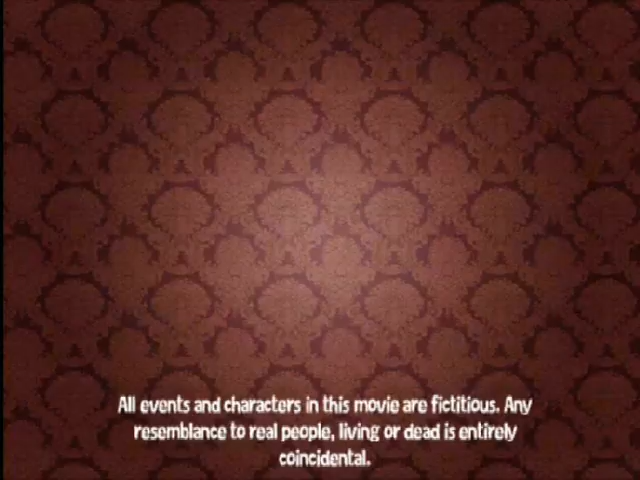 All events and characters in this movie are fictitious. Any
resemblance to real people, living or dead is entirely
coincidental.